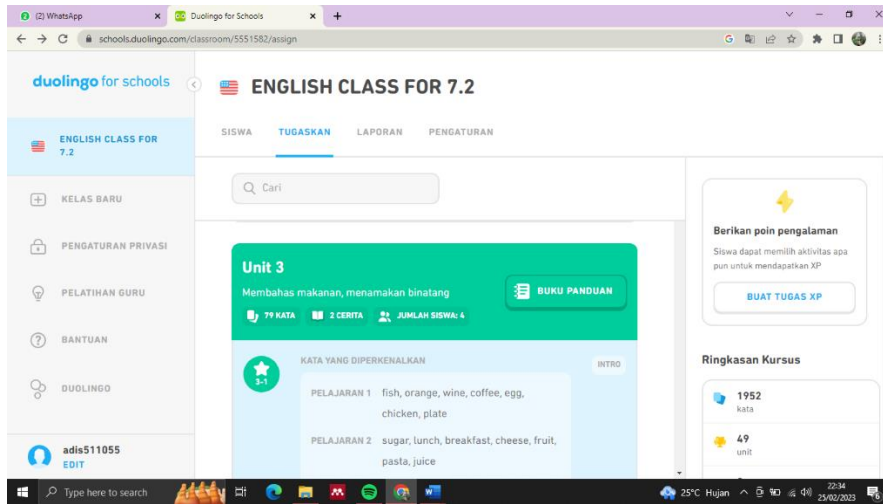 (2) WhatsApp
Duolingo for Schools
schools.duolingo.com/classroom/5551582/assign
duolingo for schools
ENGLISH CLASS FOR 7.2
KELAS BARU
PENGATURAN PRIVASI
PELATIHAN GURU
BANTUAN
DUOLINGO
adis511055
EDIT
ENGLISH CLASS FOR 7.2
SISWA TUGASKAN LAPORAN PENGATURAN
Cari
Unit 3
Membahas makanan, menamakan binatang
79 KATA 2 CERITA JUMLAH SISWA: 4
BUKU PANDUAN
3-1
KATA YANG DIPERKENALKAN
INTRO
PELAJARAN 1 fish, orange, wine, coffee, egg,
chicken, plate
PELAJARAN 2 sugar, lunch, breakfast, cheese, fruit,
pasta, juice
Berikan poin pengalaman
Siswa dapat memilih aktivitas apa
pun untuk mendapatkan XP
BUAT TUGAS XP
Ringkasan Kursus
1952
kata
49
unit
Type here to search
25°C Hujan
22:34
25/02/2023